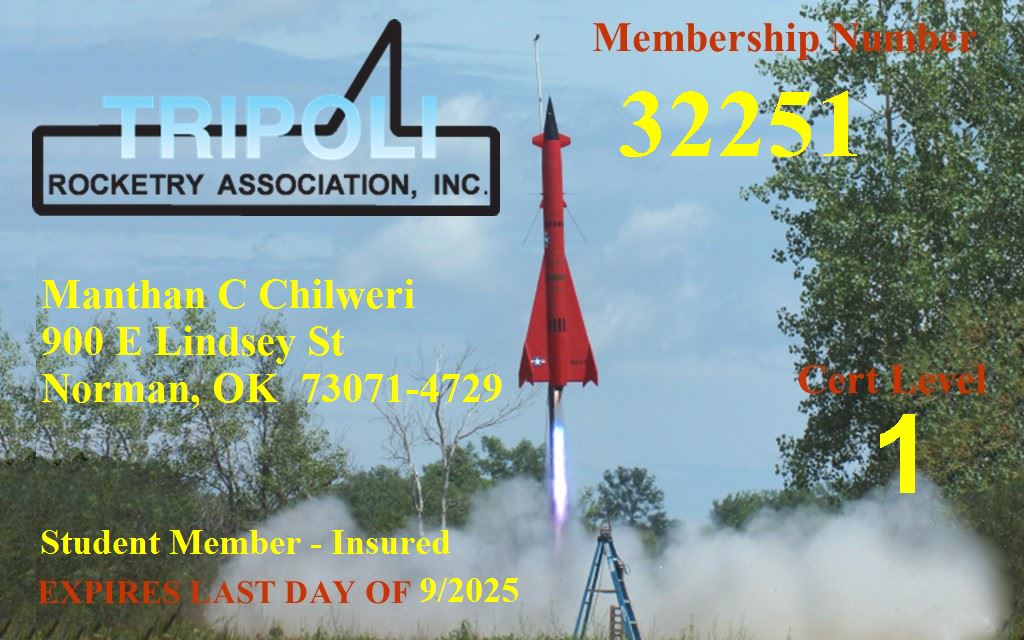 Membership Number
32251
TRIPOLI
ROCKETRY ASSOCIATION, INC.
Manthan C Chilweri
900 E Lindsey St
Norman, OK 73071-4729
Cert Level
1
Student Member - Insured
EXPIRES LAST DAY OF 9/2025